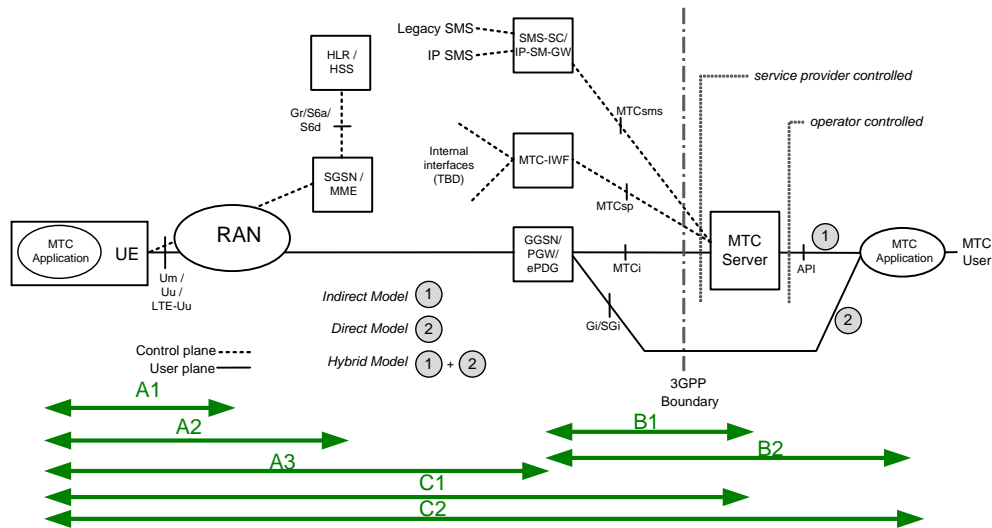 Legacy SMS
IP SMS
SMS-SC/
IP-SM-GW
HLR /
HSS
service provider controlled
Gr/S6a/
S6d
MTCsms
operator controlled
Internal
interfaces
(TBD)
MTC-IWF
SGSN /
MME
MTCsp
MTC
Application
UE
RAN
GGSN/
PGW/
ePDG
MTCi
MTC
Server
1
API
MTC
Application
MTC
User
Um /
Uu /
LTE-Uu
Indirect Model 1
Gi/SGi
2
Direct Model 2
Control plane
User plane
Hybrid Model 1 + 2
3GPP
Boundary
A1
A2
B1
A3
B2
C1
C2